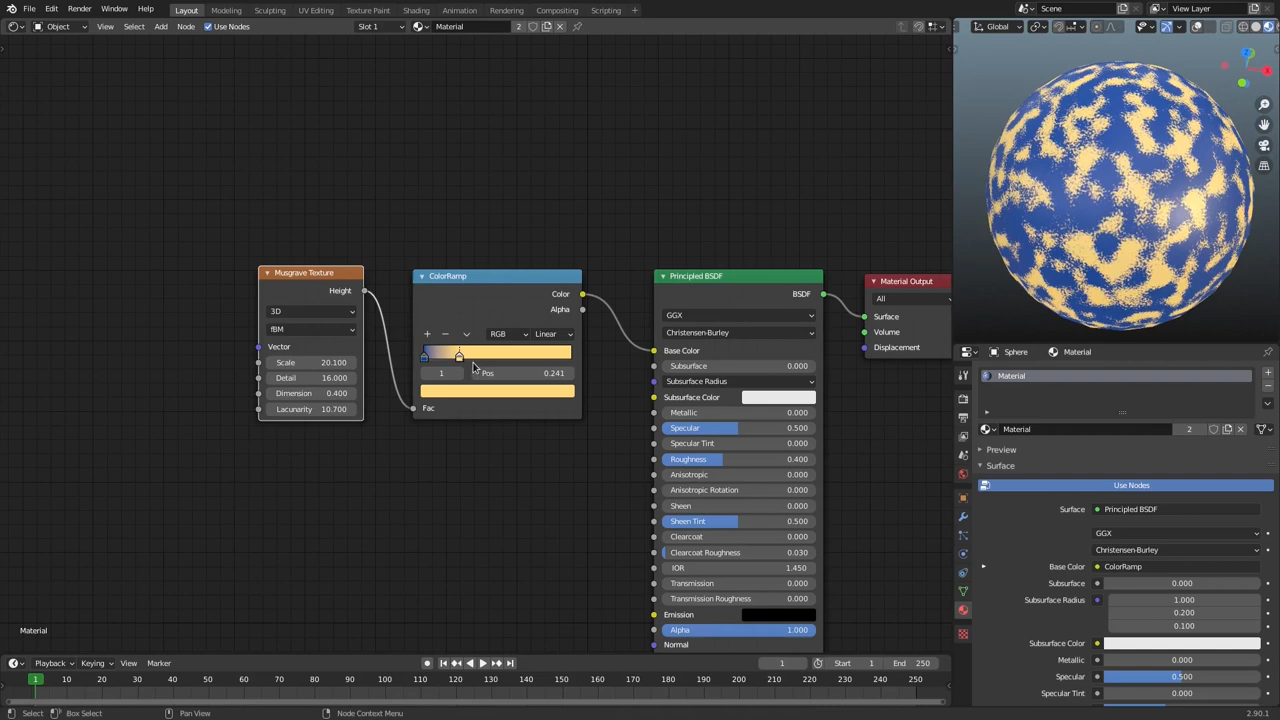 File Edit Render Window Help Layout Modeling Sculpting UV Editing Texture Paint Shading Animation Rendering Compositing Scripting Scene View Layer
Object View Select Add Node Use Nodes Slot 1 Material 2 Global
Musgrave Texture
Height
3D
fBM
Vector
Scale 20.100
Detail 16.000
Dimension 0.400
Lacunarity 10.700
ColorRamp
Color
Alpha
RGB Linear
1 Pos 0.241
Fac
Principled BSDF
BSDF
GGX
Christensen-Burley
Base Color
Subsurface 0.000
Subsurface Radius
Subsurface Color
Metallic 0.000
Specular 0.500
Specular Tint 0.000
Roughness 0.400
Anisotropic 0.000
Anisotropic Rotation 0.000
Sheen 0.000
Sheen Tint 0.500
Clearcoat 0.000
Clearcoat Roughness 0.030
IOR 1.450
Transmission 0.000
Transmission Roughness 0.000
Emission
Alpha 1.000
Normal
Material Output
All
Surface
Volume
Displacement
Material
Z
X
Sphere Material
Material
Material 2
Preview
Surface
Use Nodes
Surface Principled BSDF
GGX
Christensen-Burley
Base Color ColorRamp
Subsurface 0.000
Subsurface Radius 1.000
0.200
0.100
Subsurface Color
Metallic 0.000
Specular 0.500
Specular Tint 0.000
Playback Keying View Marker 1 Start 1 End 250
1 10 20 30 40 50 60 70 80 90 100 110 120 130 140 150 160 170 180 190 200 210 220 230 240 250
Select Box Select Pan View Node Context Menu 2.90.1